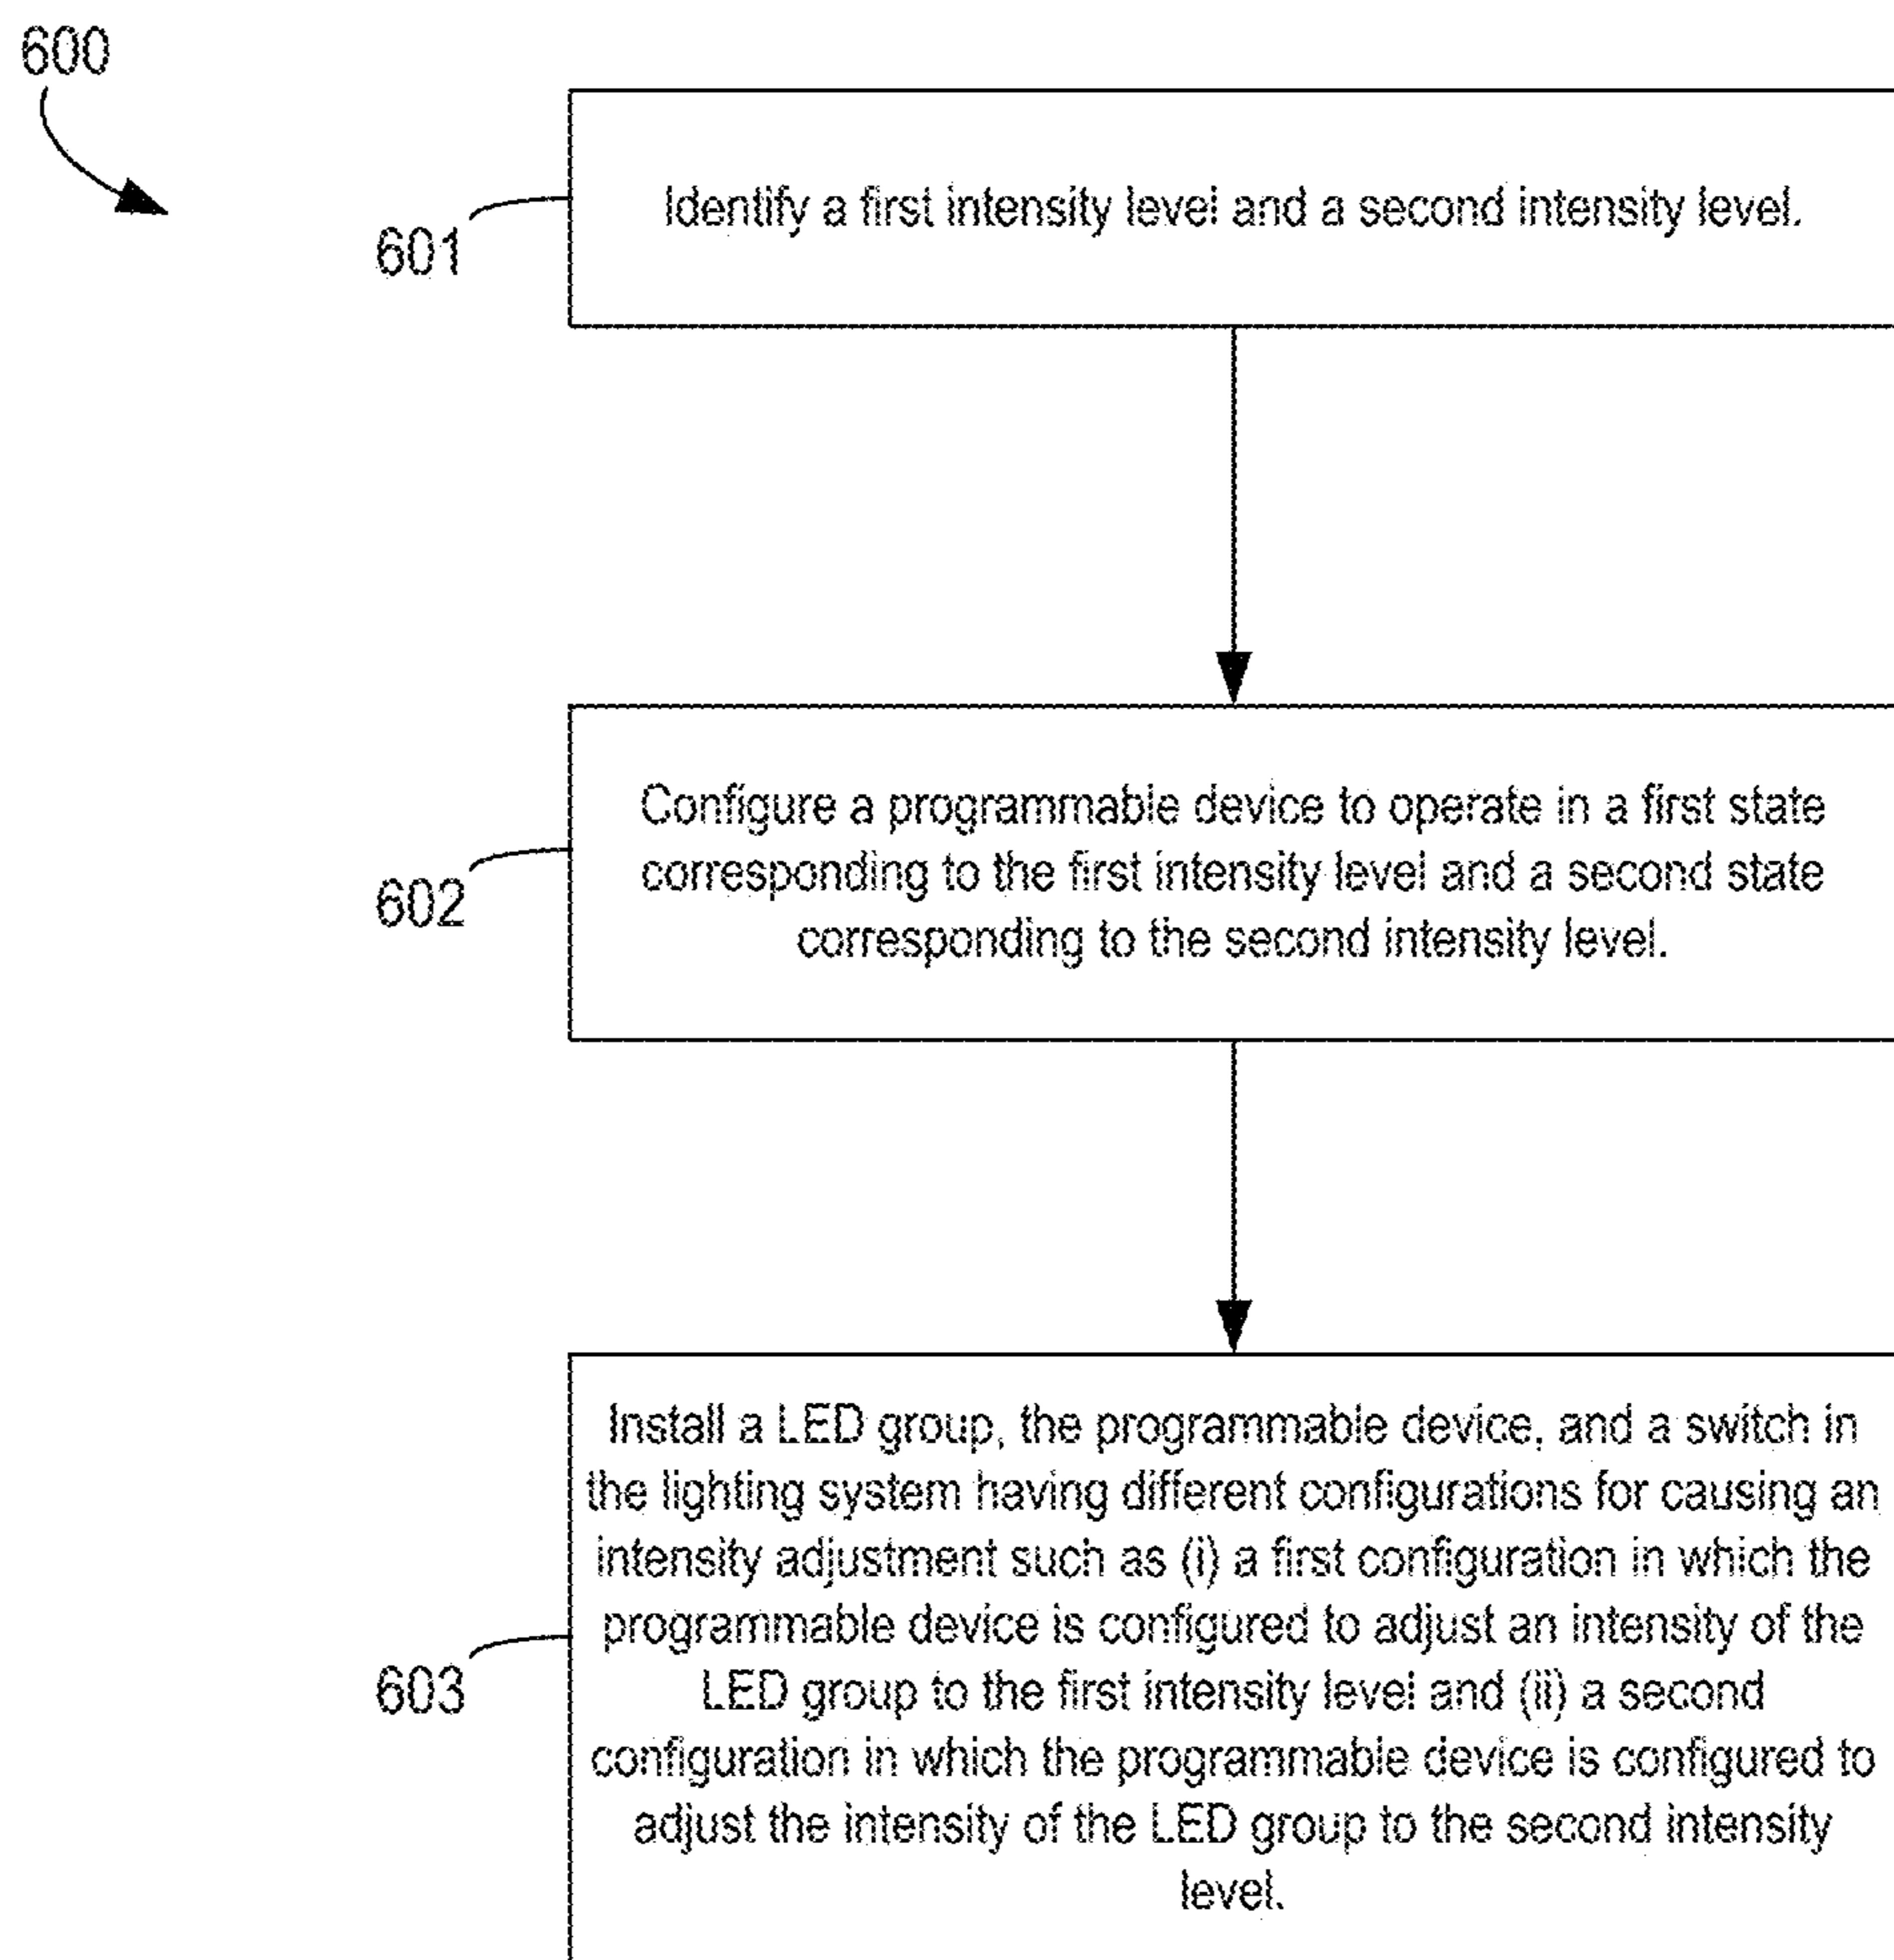 600
601
Identify a first intensity level and a second intensity level.
602
Configure a programmable device to operate in a first state
corresponding to the first intensity level and a second state
corresponding to the second intensity level.
603
Install a LED group, the programmable device, and a switch in
the lighting system having different configurations for causing an
intensity adjustment such as (i) a first configuration in which the
programmable device is configured to adjust an intensity of the
LED group to the first intensity level and (ii) a second
configuration in which the programmable device is configured to
adjust the intensity of the LED group to the second intensity
level.